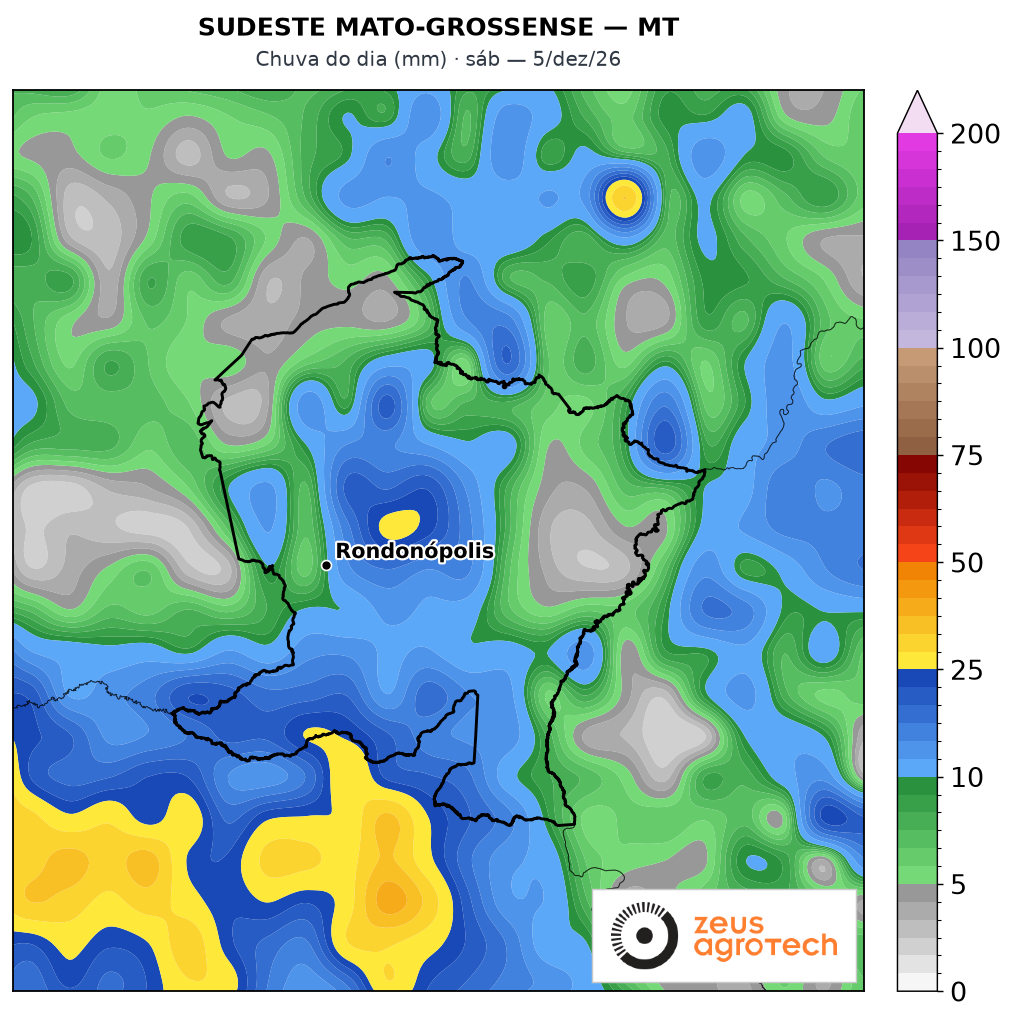 SUDESTE MATO-GROSSENSE — MT
Chuva do dia (mm) · sáb — 5/dez/26
200
150
100
75
50
25
10
5
0
Rondonópolis
zeus
agrotech